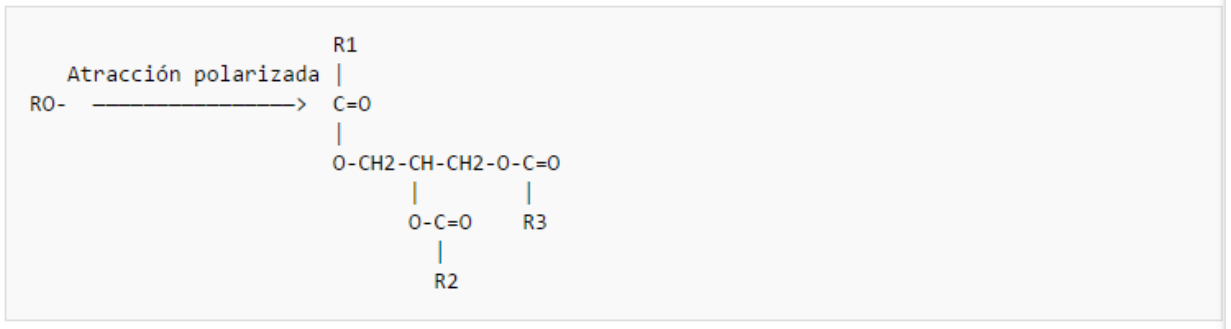 R1
Atracción polarizada |
RO- ————————————————> C=O
|
O-CH2-CH-CH2-O-C=O
| |
O-C=O R3
|
R2